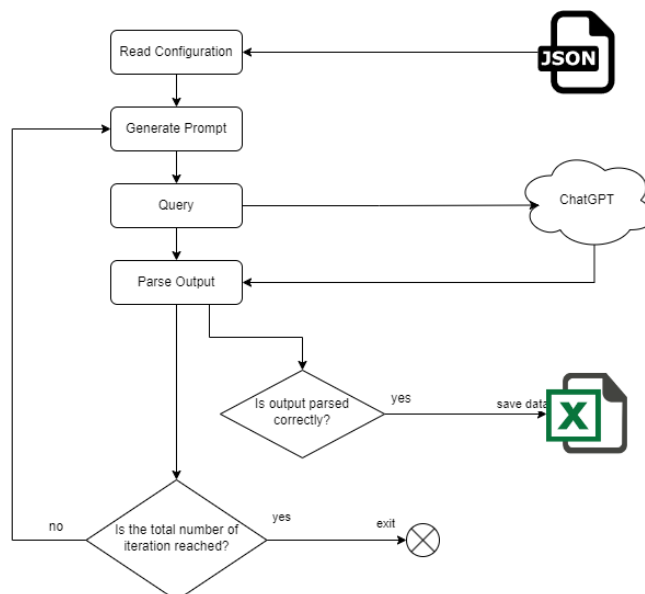 Read Configuration
JSON
Generate Prompt
Query
ChatGPT
Parse Output
Is output parsed
correctly?
yes
save data
X
Is the total number of
iteration reached?
no
yes
exit